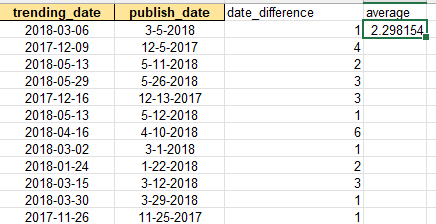 trending_date publish_date date_difference average
2018-03-06 3-5-2018 1 2.298154
2017-12-09 12-5-2017 4
2018-05-13 5-11-2018 2
2018-05-29 5-26-2018 3
2017-12-16 12-13-2017 3
2018-05-13 5-12-2018 1
2018-04-16 4-10-2018 6
2018-03-02 3-1-2018 1
2018-01-24 1-22-2018 2
2018-03-15 3-12-2018 3
2018-03-30 3-29-2018 1
2017-11-26 11-25-2017 1